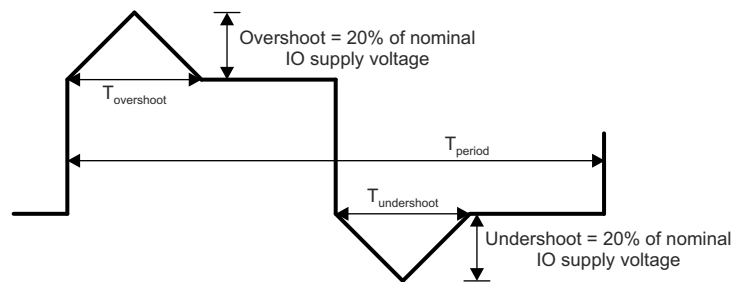 Overshoot = 20% of nominal
IO supply voltage
Tovershoot
Tperiod
Tundershoot
Undershoot = 20% of nominal
IO supply voltage